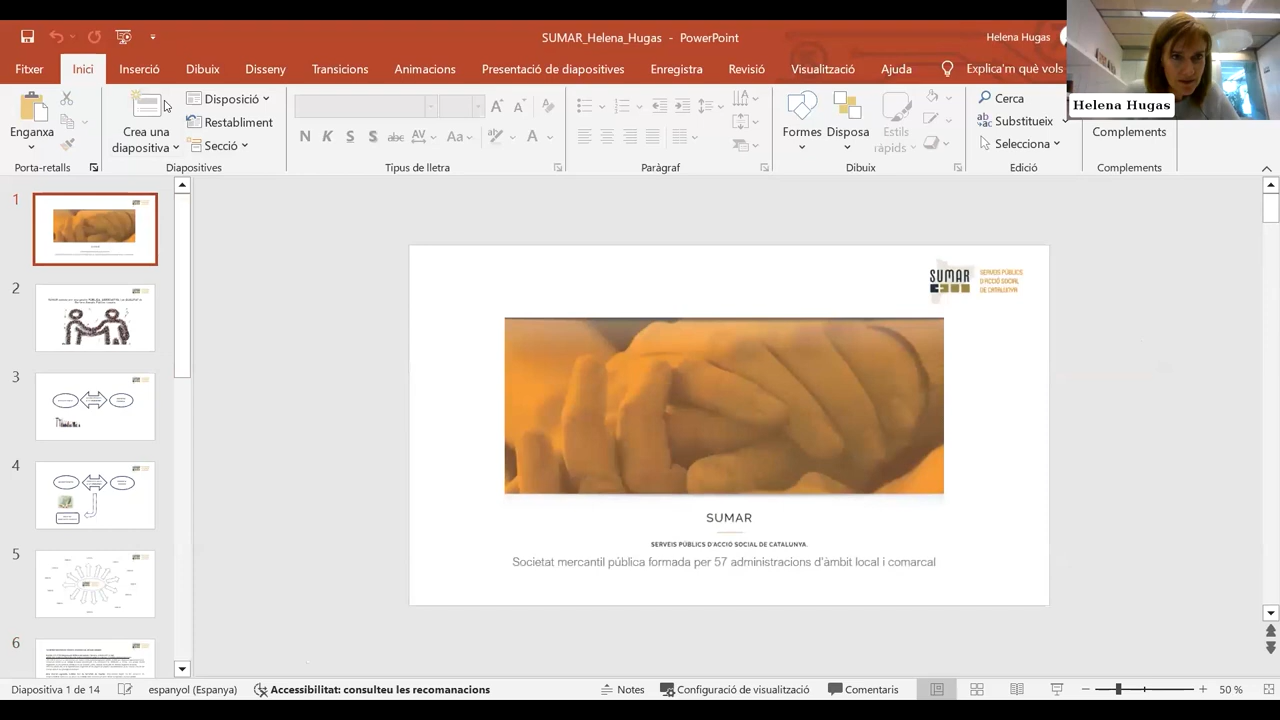 SUMAR_Helena_Hugas - PowerPoint
Helena Hugas
Fitxer
Inici
Inserció
Dibuix
Disseny
Transicions
Animacions
Presentació de diapositives
Enregistra
Revisió
Visualització
Ajuda
Explica'm què vols
Helena Hugas
Enganxa
Porta-retalls
Crea una
diapositiva
Disposició
Restabliment
Secció
Diapositives
N K S S abc AV Aa A
Tipus de lletra
Paràgraf
Formes
Disposa
Estils
ràpids
Dibuix
Cerca
Substitueix
Selecciona
Edició
Complements
Complements
1
2
3
4
5
6
SUMAR
SERVEIS PÚBLICS
D'ACCIÓ SOCIAL
DE CATALUNYA
SUMAR
SERVEIS PÚBLICS D'ACCIÓ SOCIAL DE CATALUNYA.
Societat mercantil pública formada per 57 administracions d'àmbit local i comarcal
Diapositiva 1 de 14
espanyol (Espanya)
Accessibilitat: consulteu les recomanacions
Notes
Configuració de visualització
Comentaris
50 %